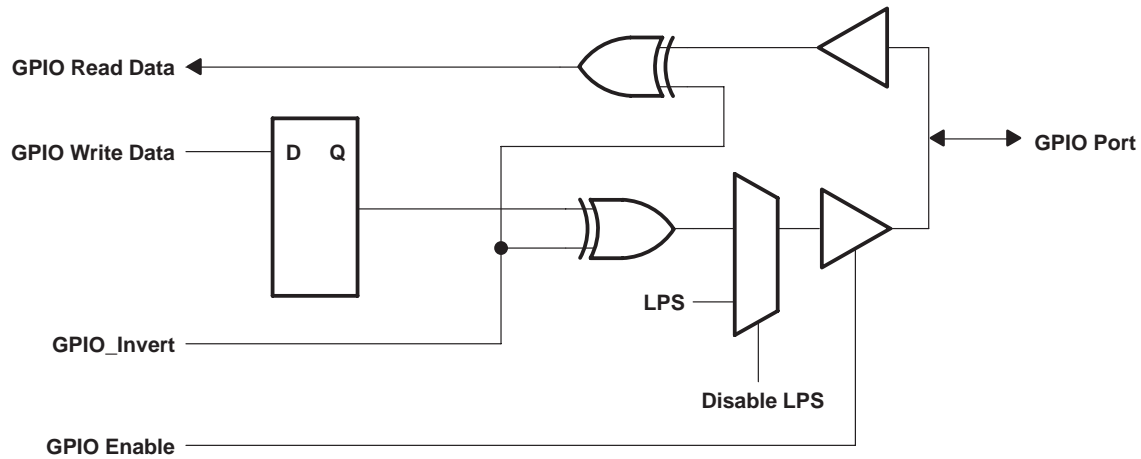 GPIO Read Data
GPIO Write Data
D Q
GPIO Port
LPS
GPIO_Invert
Disable LPS
GPIO Enable